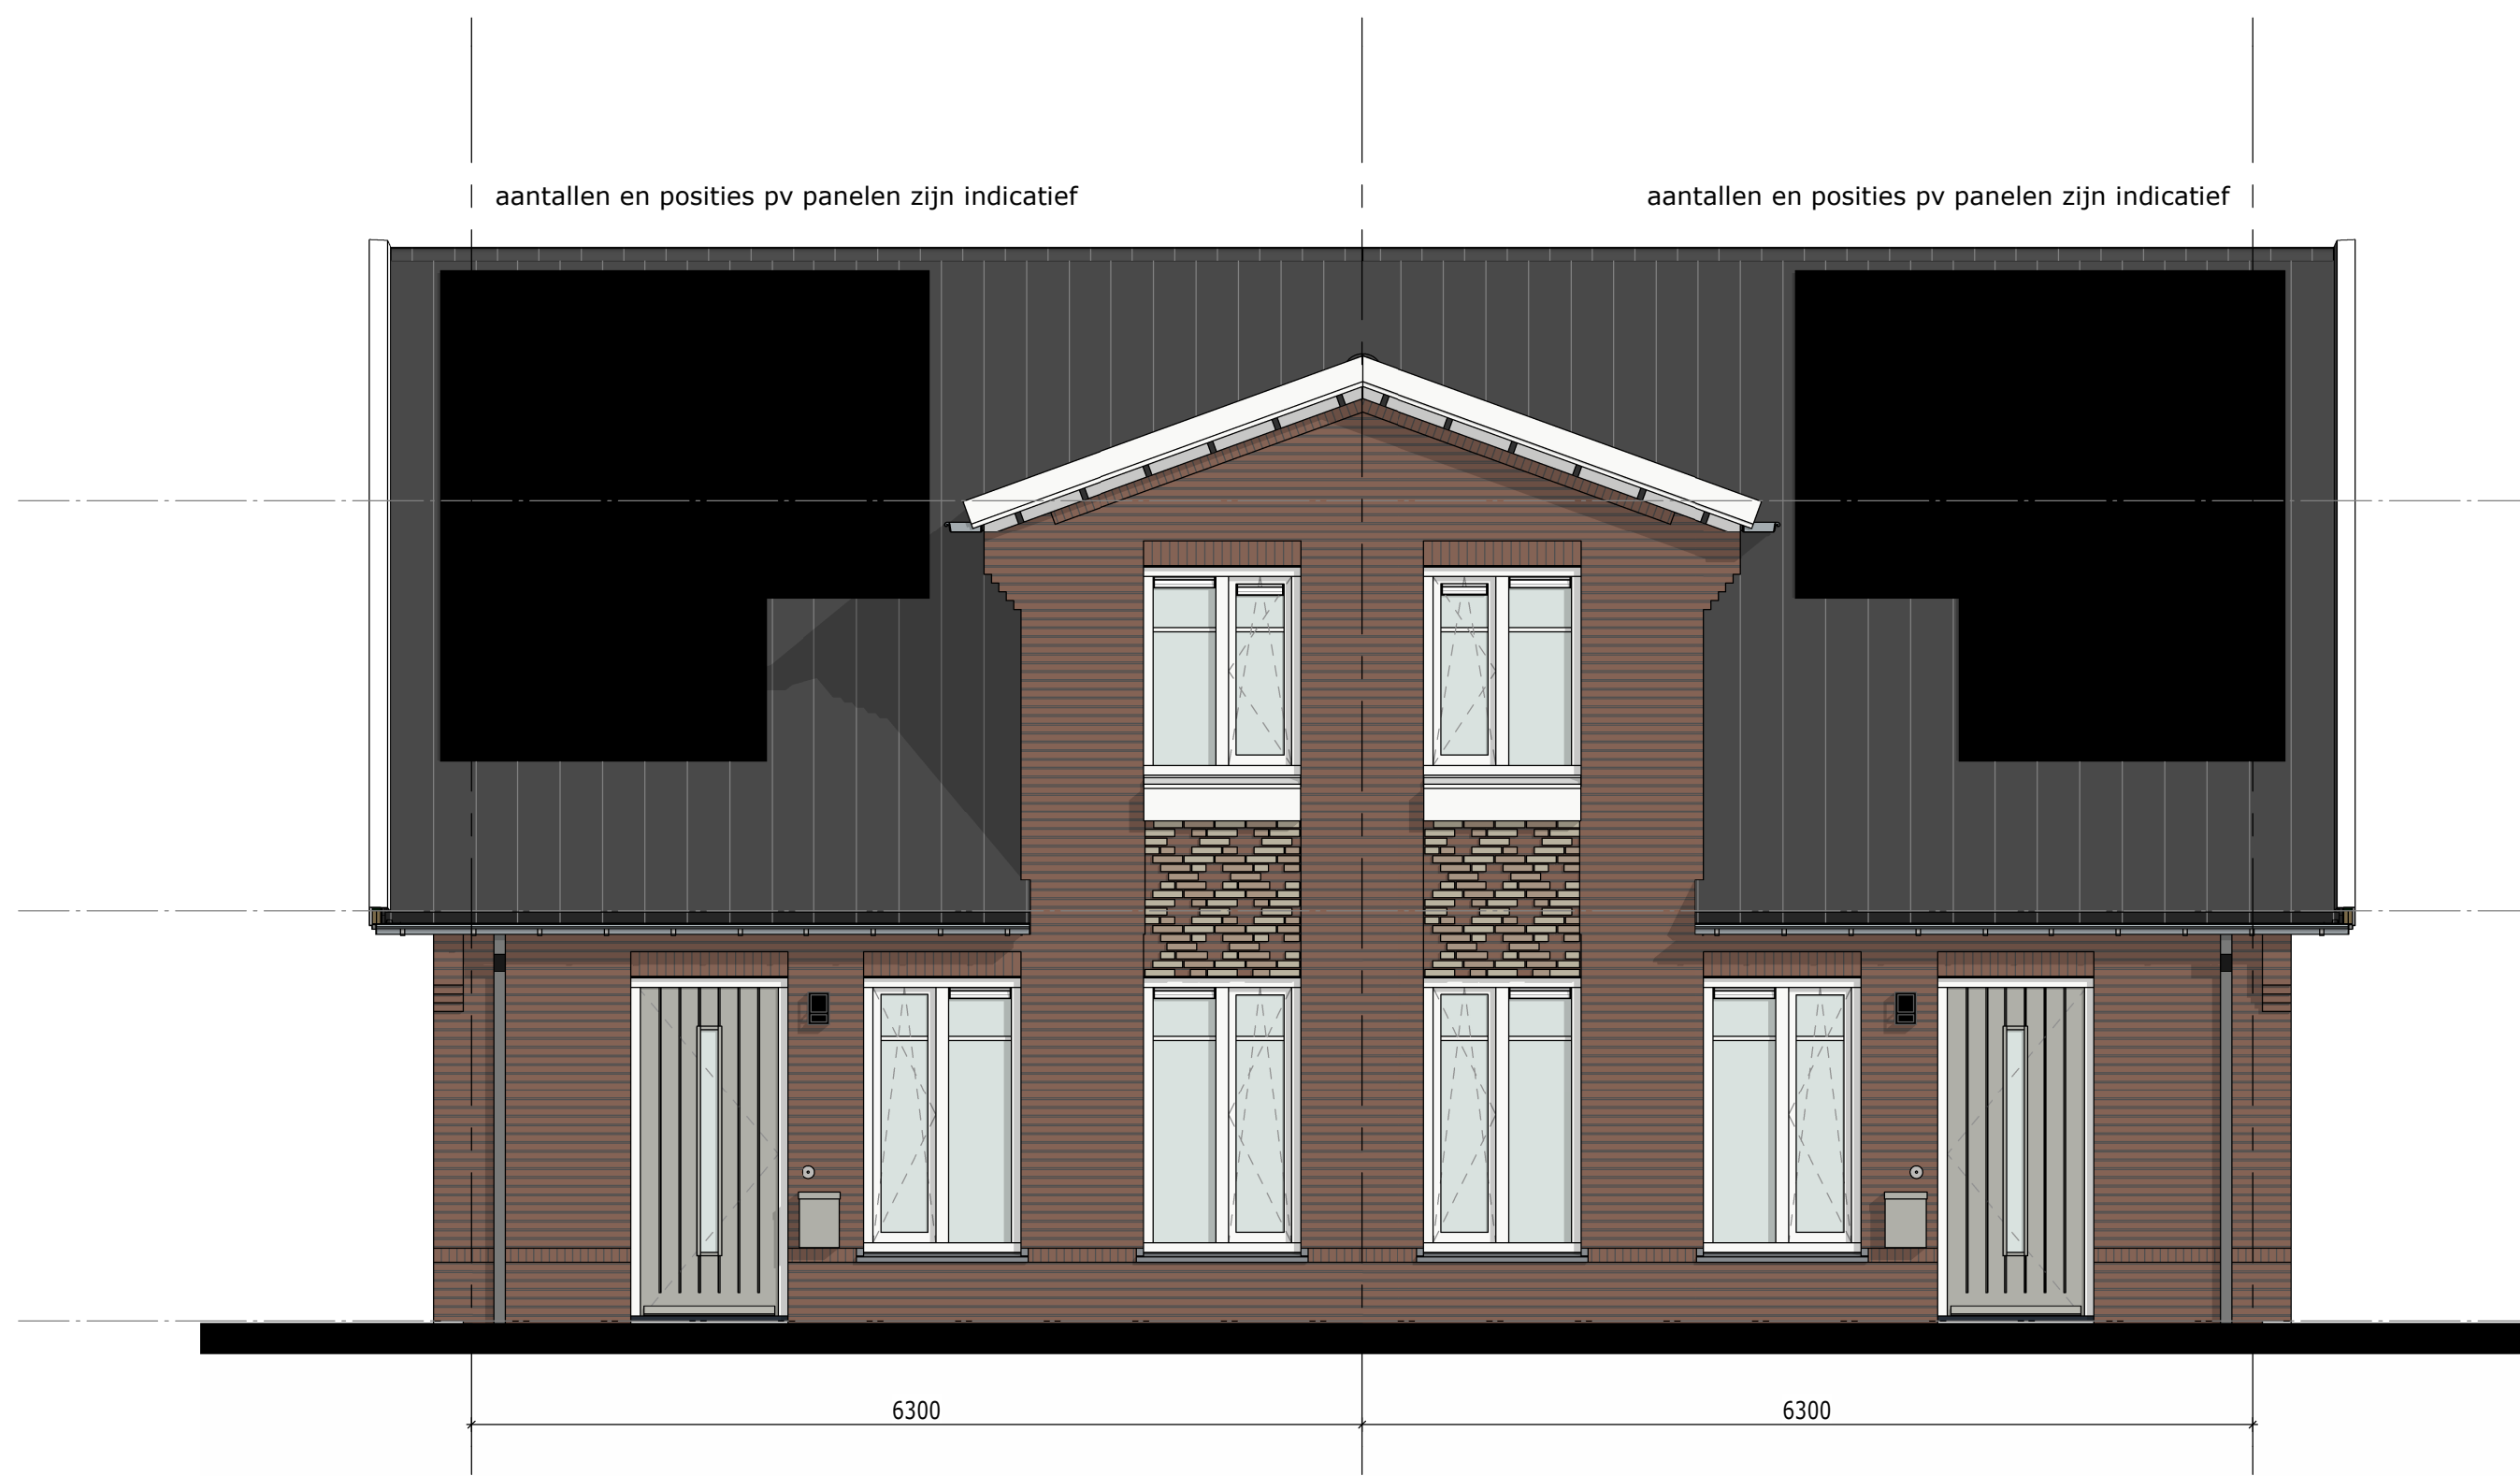 aantallen en posities pv panelen zijn indicatief
aantallen en posities pv panelen zijn indicatief
6300
6300